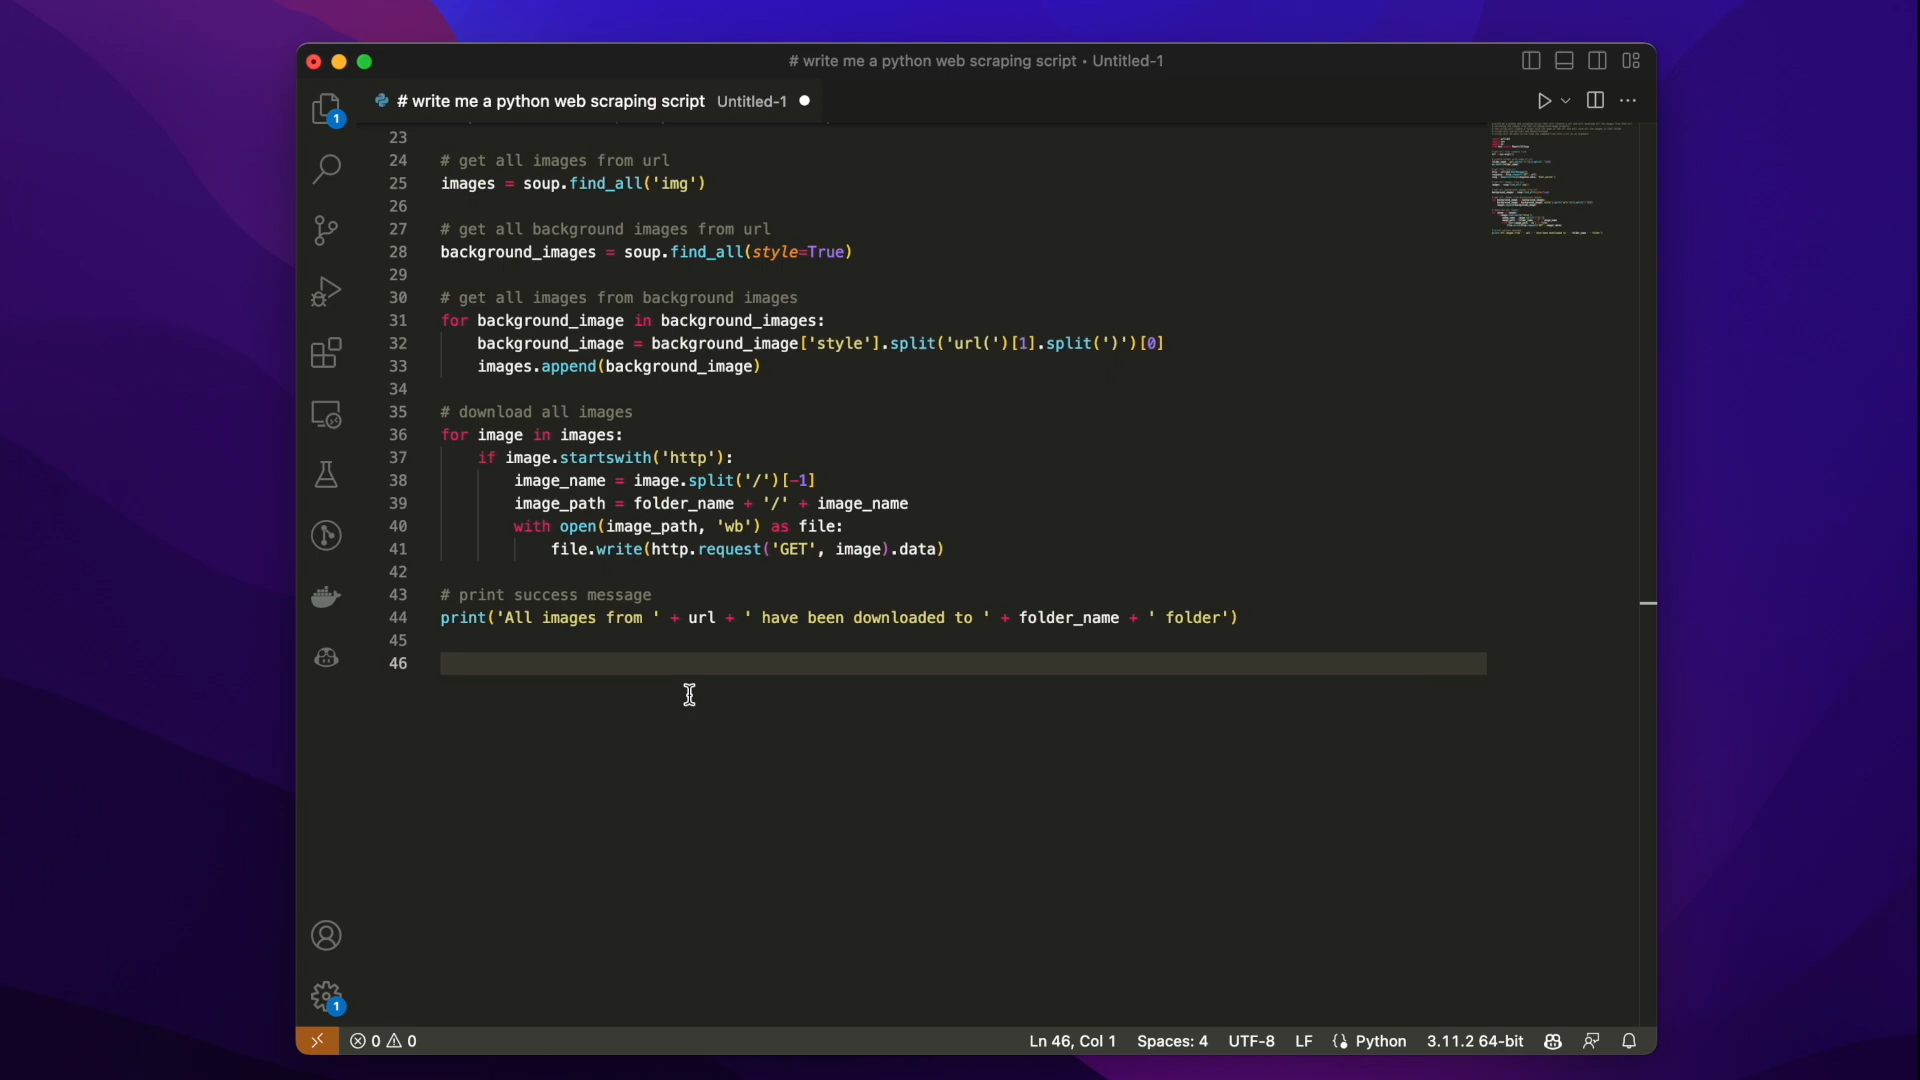 # write me a python web scraping script • Untitled-1
# write me a python web scraping script Untitled-1
1
23
24 # get all images from url
25 images = soup.find_all('img')
26
27 # get all background images from url
28 background_images = soup.find_all(style=True)
29
30 # get all images from background images
31 for background_image in background_images:
32 background_image = background_image['style'].split('url(')[1].split(')')[0]
33 images.append(background_image)
34
35 # download all images
36 for image in images:
37 if image.startswith('http'):
38 image_name = image.split('/')[-1]
39 image_path = folder_name + '/' + image_name
40 with open(image_path, 'wb') as file:
41 file.write(http.request('GET', image).data)
42
43 # print success message
44 print('All images from ' + url + ' have been downloaded to ' + folder_name + ' folder')
45
46
1
0 0 Ln 46, Col 1 Spaces: 4 UTF-8 LF Python 3.11.2 64-bit